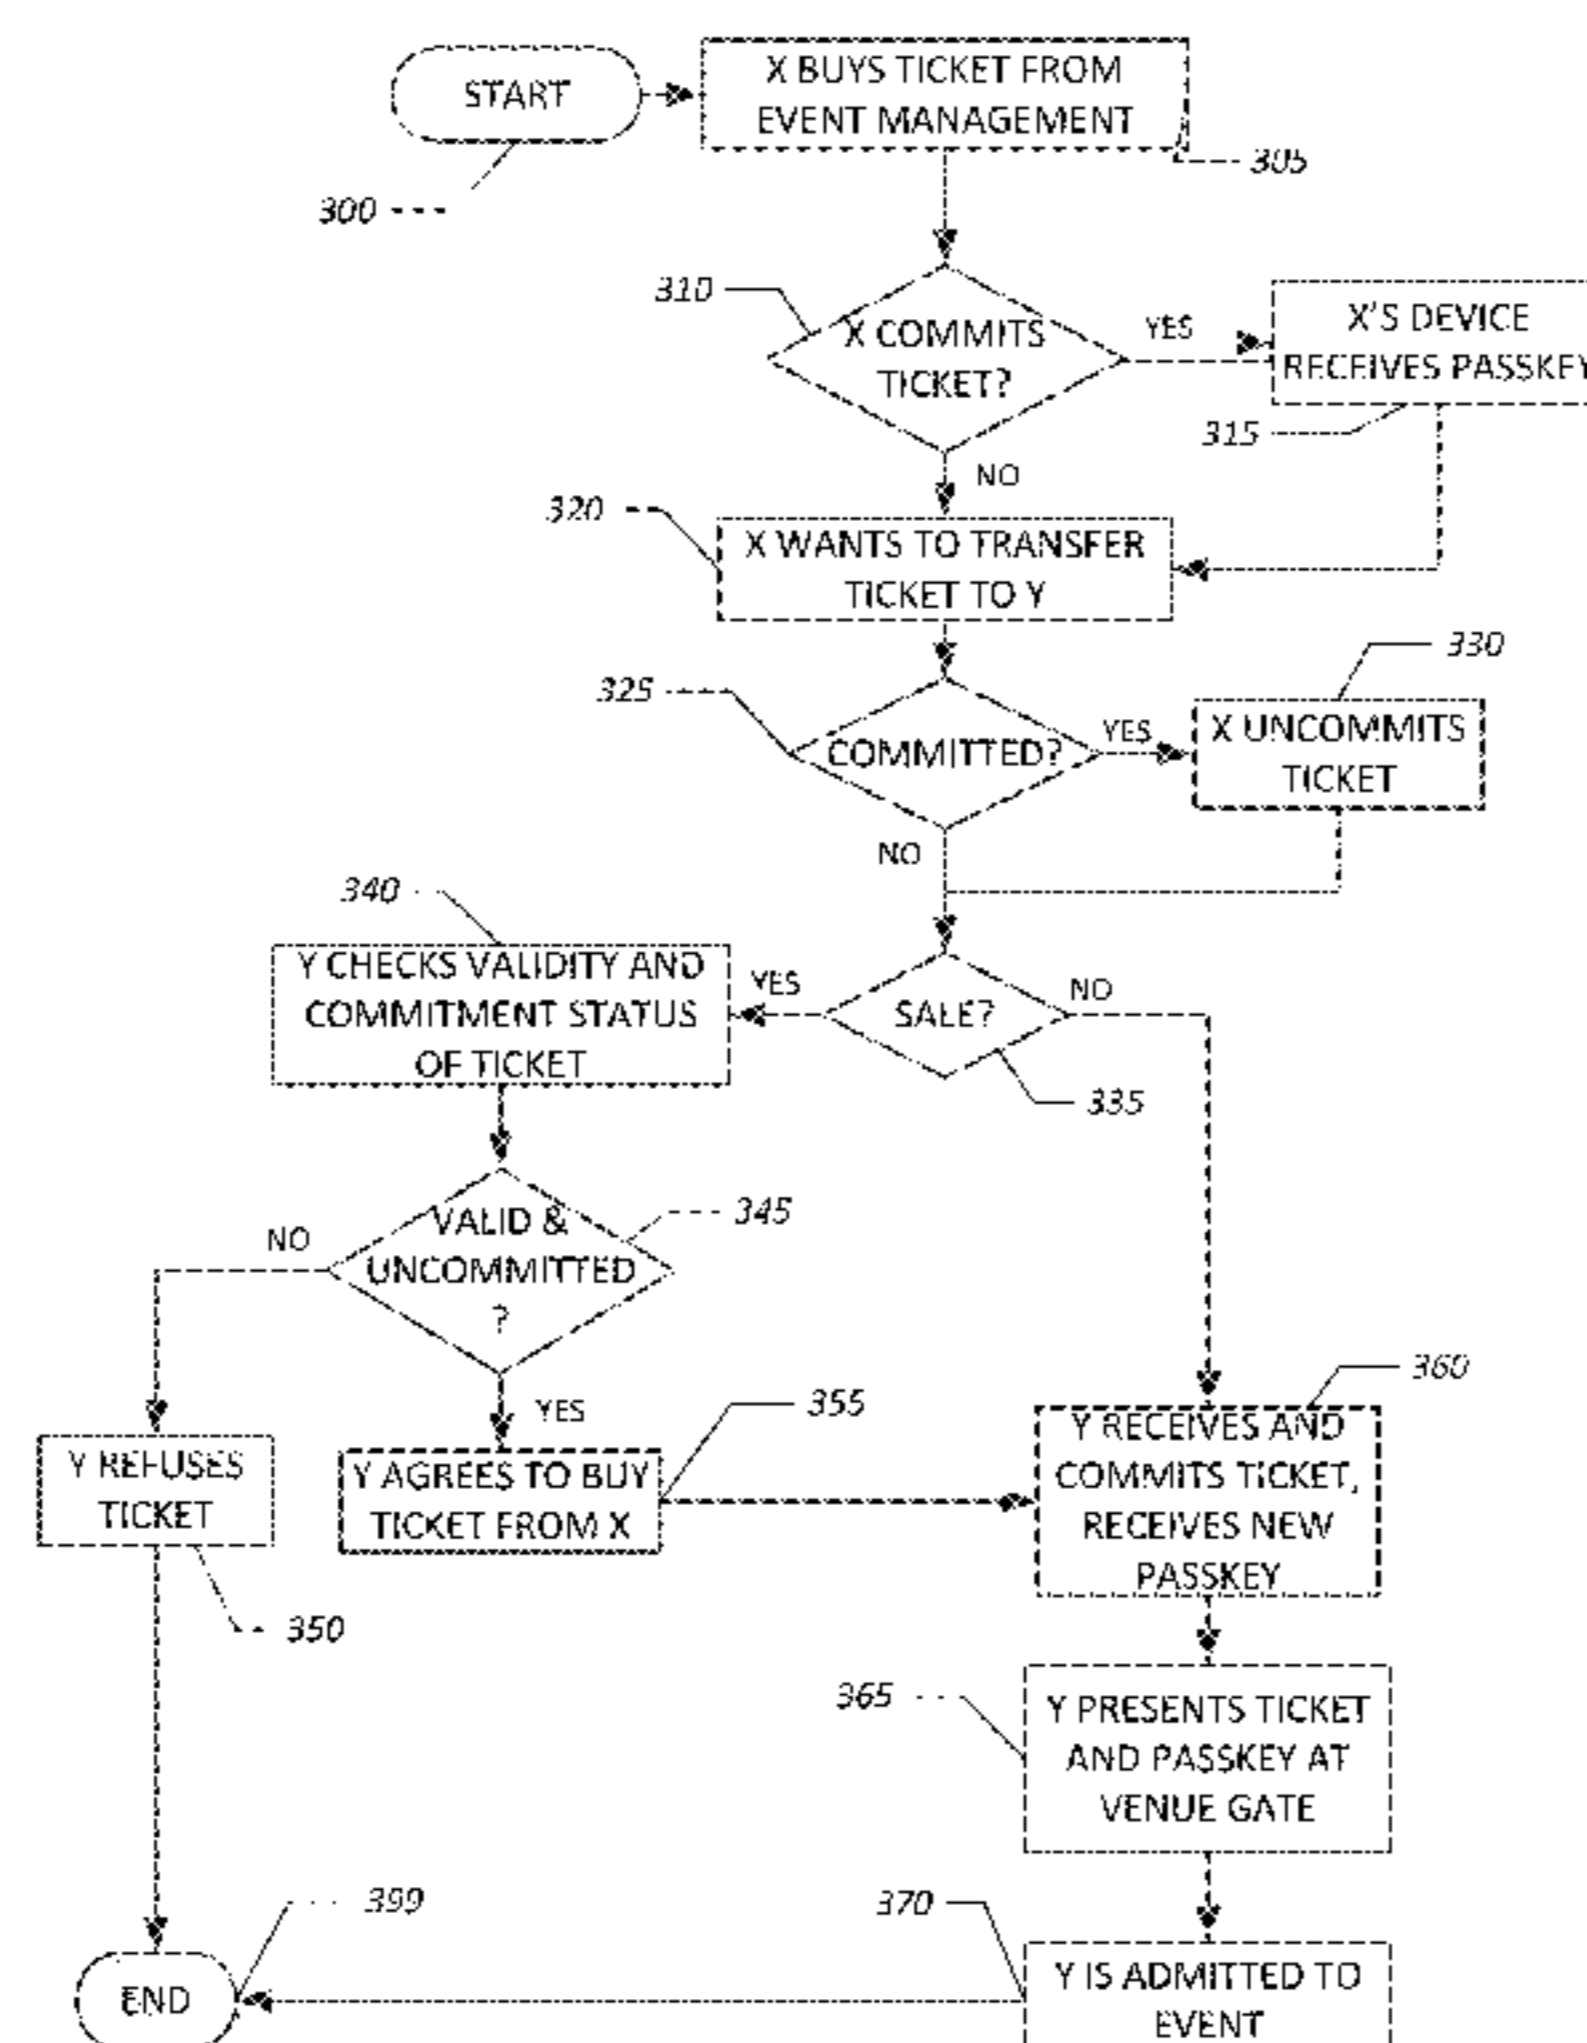 START
X BUYS TICKET FROM
EVENT MANAGEMENT
305
300
310
X COMMITS
TICKET?
YES
X'S DEVICE
RECEIVES PASSKEY
315
NO
320
X WANTS TO TRANSFER
TICKET TO Y
330
325
COMMITTED?
YES
X UNCOMMITS
TICKET
NO
340
Y CHECKS VALIDITY AND
COMMITMENT STATUS
OF TICKET
YES
SALE?
NO
335
345
VALID &
UNCOMMITTED
?
NO
YES
355
360
Y REFUSES
TICKET
Y AGREES TO BUY
TICKET FROM X
Y RECEIVES AND
COMMITS TICKET,
RECEIVES NEW
PASSKEY
350
365
Y PRESENTS TICKET
AND PASSKEY AT
VENUE GATE
399
370
END
Y IS ADMITTED TO
EVENT